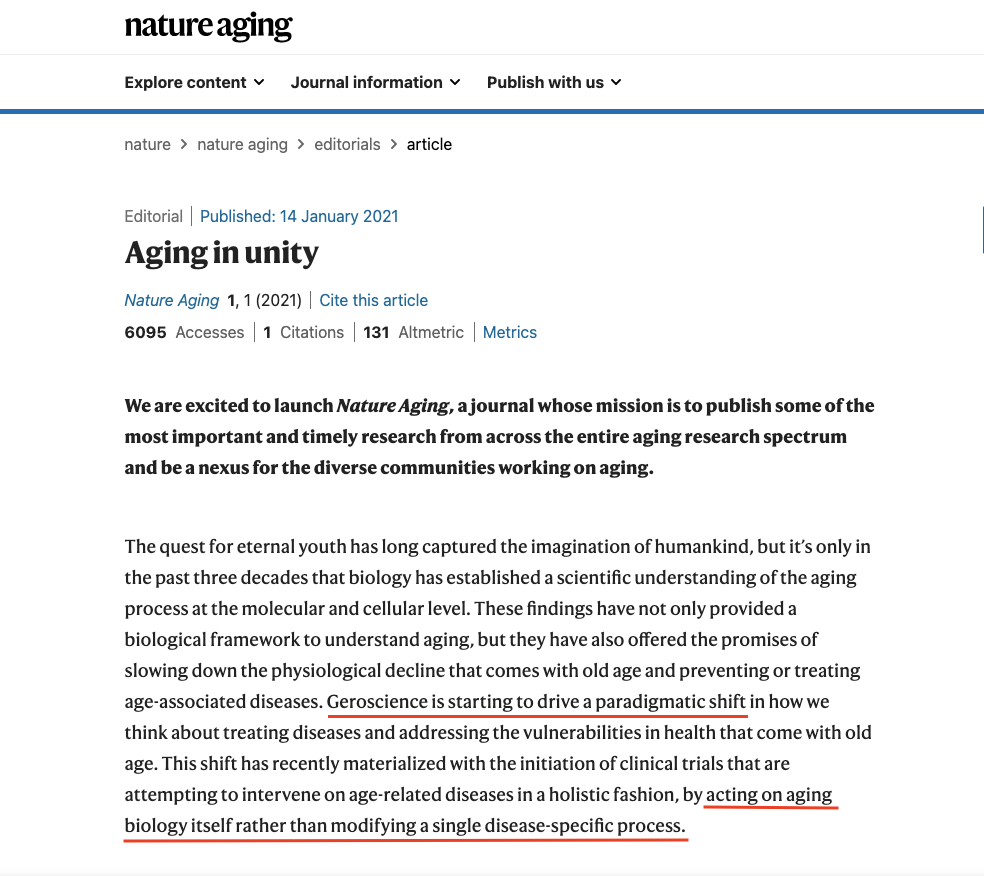 nature aging
Explore content Journal information Publish with us
nature > nature aging > editorials > article
Editorial | Published: 14 January 2021
Aging in unity
Nature Aging 1, 1 (2021) | Cite this article
6095 Accesses | 1 Citations | 131 Altmetric | Metrics
We are excited to launch Nature Aging, a journal whose mission is to publish some of the
most important and timely research from across the entire aging research spectrum
and be a nexus for the diverse communities working on aging.
The quest for eternal youth has long captured the imagination of humankind, but it’s only in
the past three decades that biology has established a scientific understanding of the aging
process at the molecular and cellular level. These findings have not only provided a
biological framework to understand aging, but they have also offered the promises of
slowing down the physiological decline that comes with old age and preventing or treating
age-associated diseases. Geroscience is starting to drive a paradigmatic shift in how we
think about treating diseases and addressing the vulnerabilities in health that come with old
age. This shift has recently materialized with the initiation of clinical trials that are
attempting to intervene on age-related diseases in a holistic fashion, by acting on aging
biology itself rather than modifying a single disease-specific process.